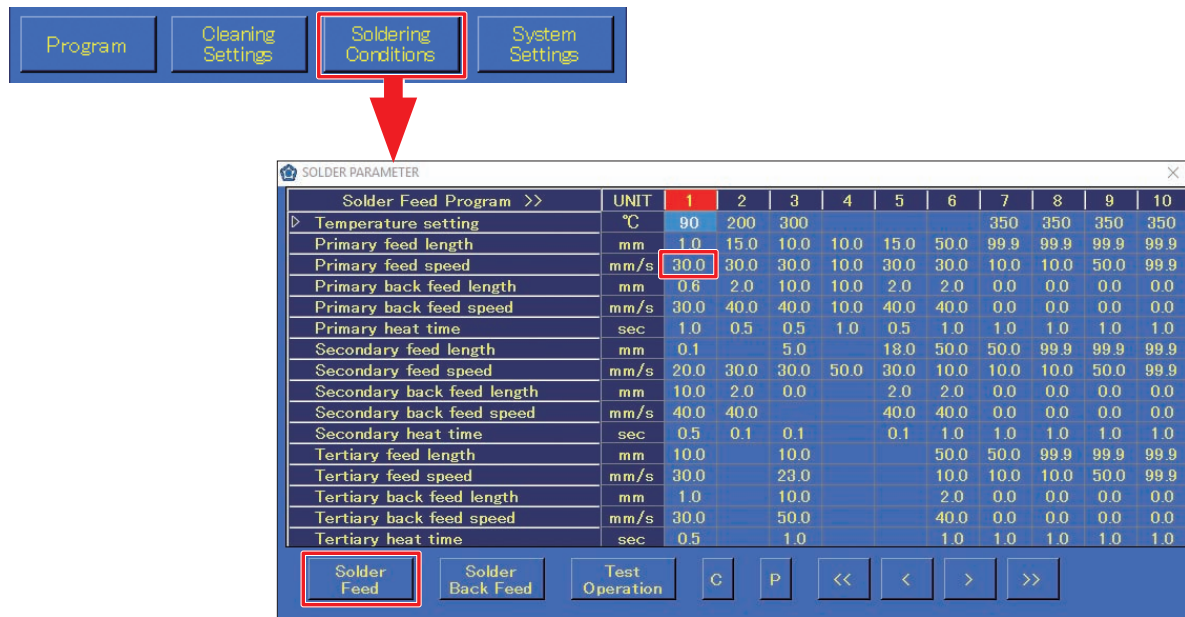 Program
Cleaning
Settings
Soldering
Conditions
System
Settings
SOLDER PARAMETER
Solder Feed Program >> UNIT 1 2 3 4 5 6 7 8 9 10
Temperature setting ℃ 90 200 300 350 350 350 350
Primary feed length mm 1.0 15.0 10.0 10.0 15.0 50.0 99.9 99.9 99.9 99.9
Primary feed speed mm/s 30.0 30.0 30.0 10.0 30.0 30.0 10.0 10.0 50.0 99.9
Primary back feed length mm 0.6 2.0 10.0 10.0 2.0 2.0 0.0 0.0 0.0 0.0
Primary back feed speed mm/s 30.0 40.0 40.0 10.0 40.0 40.0 0.0 0.0 0.0 0.0
Primary heat time sec 1.0 0.5 0.5 1.0 0.5 1.0 1.0 1.0 1.0 1.0
Secondary feed length mm 0.1 5.0 18.0 50.0 50.0 99.9 99.9 99.9
Secondary feed speed mm/s 20.0 30.0 30.0 50.0 30.0 10.0 10.0 10.0 50.0 99.9
Secondary back feed length mm 10.0 2.0 0.0 2.0 2.0 0.0 0.0 0.0 0.0
Secondary back feed speed mm/s 40.0 40.0 40.0 40.0 0.0 0.0 0.0 0.0
Secondary heat time sec 0.5 0.1 0.1 0.1 1.0 1.0 1.0 1.0 1.0
Tertiary feed length mm 10.0 10.0 50.0 50.0 99.9 99.9 99.9
Tertiary feed speed mm/s 30.0 23.0 10.0 10.0 10.0 50.0 99.9
Tertiary back feed length mm 1.0 10.0 2.0 0.0 0.0 0.0 0.0
Tertiary back feed speed mm/s 30.0 50.0 40.0 0.0 0.0 0.0 0.0
Tertiary heat time sec 0.5 1.0 1.0 1.0 1.0 1.0 1.0
Solder
Feed
Solder
Back Feed
Test
Operation
C
P
<<
<
>
>>